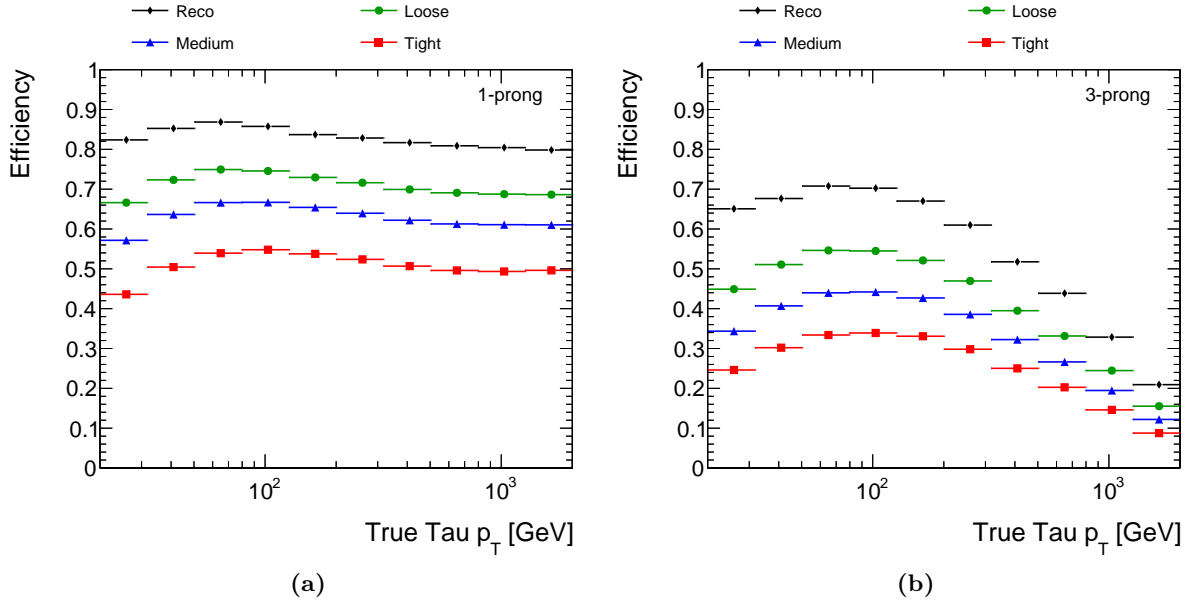 Reco Loose
Medium Tight
1-prong
Efficiency
1
0.9
0.8
0.7
0.6
0.5
0.4
0.3
0.2
0.1
0
10^2 10^3
True Tau p_T [GeV]
(a)
Reco Loose
Medium Tight
3-prong
Efficiency
1
0.9
0.8
0.7
0.6
0.5
0.4
0.3
0.2
0.1
0
10^2 10^3
True Tau p_T [GeV]
(b)